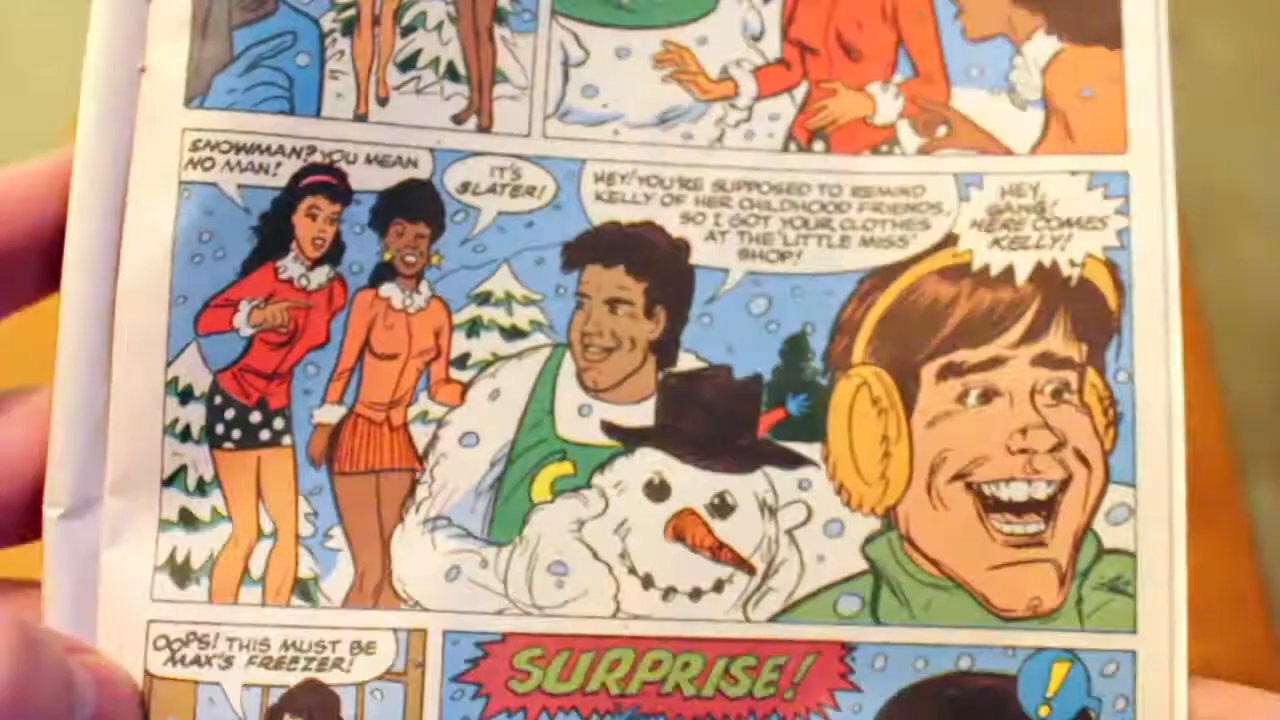 SNOWMAN? YOU MEAN
NO MAN!
IT'S
SLATER!
HEY! YOU'RE SUPPOSED TO REMIND
KELLY OF HER CHILDHOOD FRIENDS,
SO I GOT YOUR CLOTHES
AT THE 'LITTLE MISS'
SHOP!
HEY,
GANG!
HERE COMES
KELLY!
C
OOPS! THIS MUST BE
MAX'S FREEZER!
SURPRISE!
!